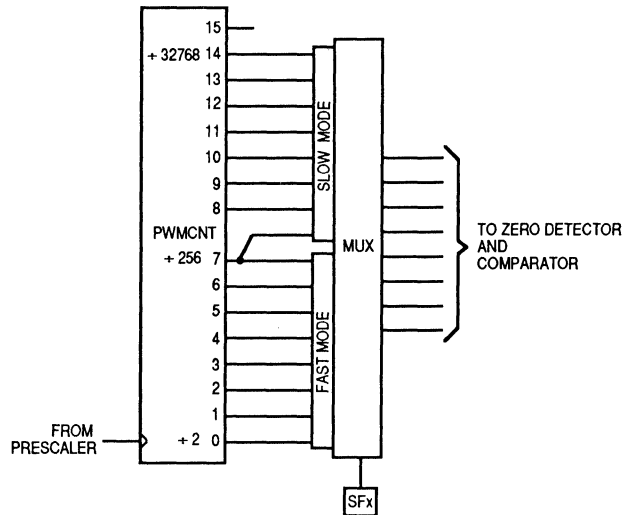 15
÷ 32768 14
13
12
11
10
9
8
PWMCNT
÷ 256 7
6
5
4
3
2
1
÷ 2 0
FROM
PRESCALER
SLOW MODE
FAST MODE
MUX
SFx
TO ZERO DETECTOR
AND
COMPARATOR